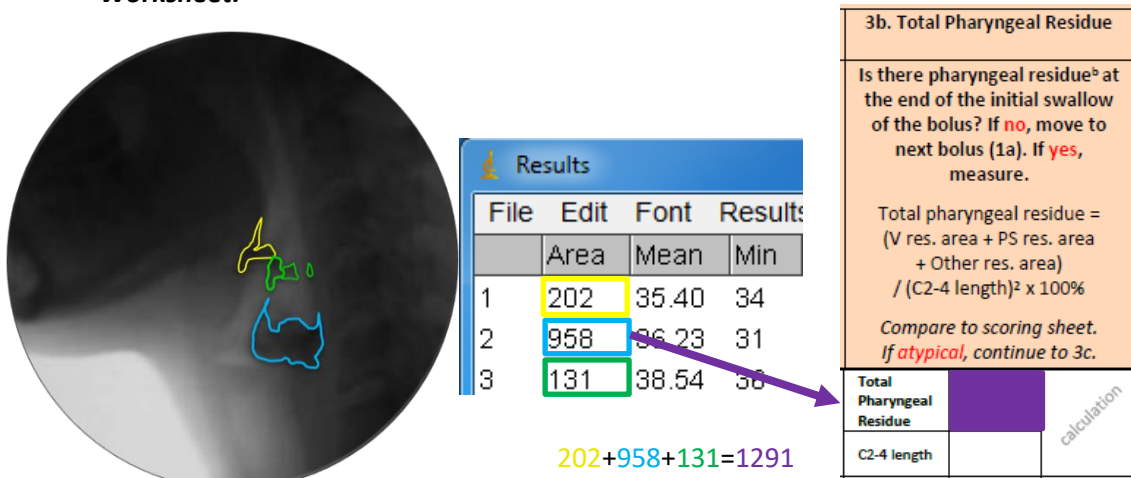 Worksheet.
Results
File Edit Font Results
Area Mean Min
1 202 35.40 34
2 958 36.23 31
3 131 38.54 36
202+958+131=1291
3b. Total Pharyngeal Residue
Is there pharyngeal residueᵇ at
the end of the initial swallow
of the bolus? If no, move to
next bolus (1a). If yes,
measure.
Total pharyngeal residue =
(V res. area + PS res. area
+ Other res. area)
/ (C2-4 length)² x 100%
Compare to scoring sheet.
If atypical, continue to 3c.
Total
Pharyngeal
Residue
calculation
C2-4 length